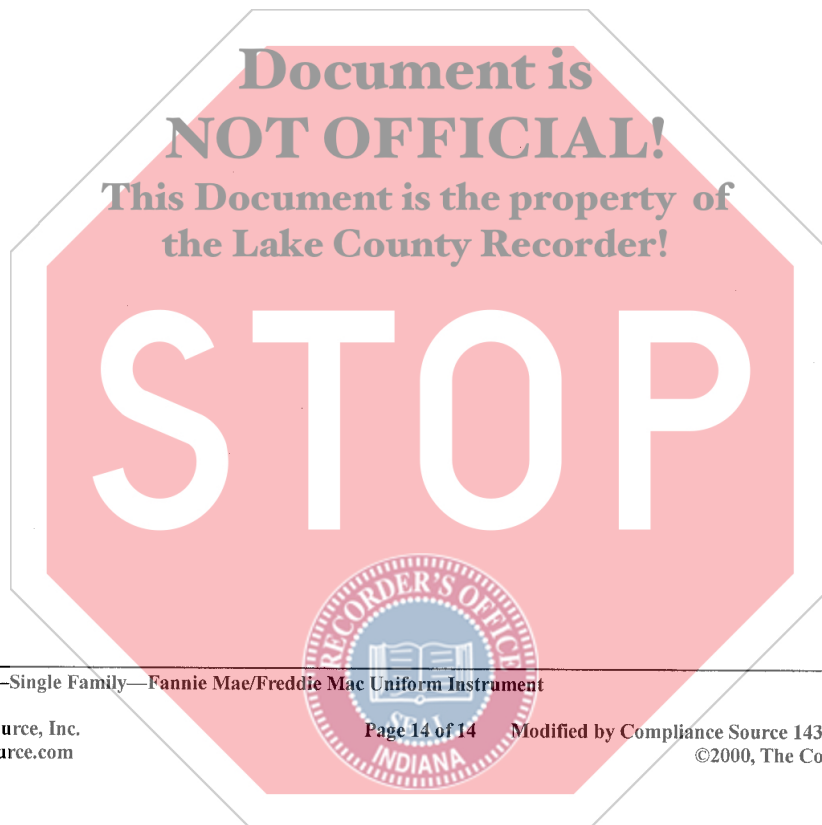 Document is
NOT OFFICIAL!
This Document is the property of
the Lake County Recorder!
STOP
RECORDER'S OFFICE
SEAL
INDIANA
–Single Family—Fannie Mae/Freddie Mac Uniform Instrument
urce, Inc.
Page 14 of 14 Modified by Compliance Source 143
urce.com
©2000, The Co